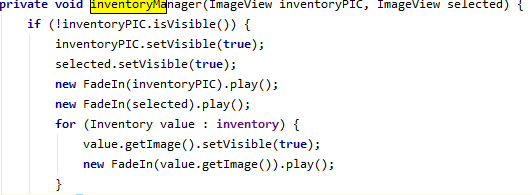 private void inventoryManager(ImageView inventoryPIC, ImageView selected) {
if (!inventoryPIC.isVisible()) {
inventoryPIC.setVisible(true);
selected.setVisible(true);
new FadeIn(inventoryPIC).play();
new FadeIn(selected).play();
for (Inventory value : inventory) {
value.getImage().setVisible(true);
new FadeIn(value.getImage()).play();
}